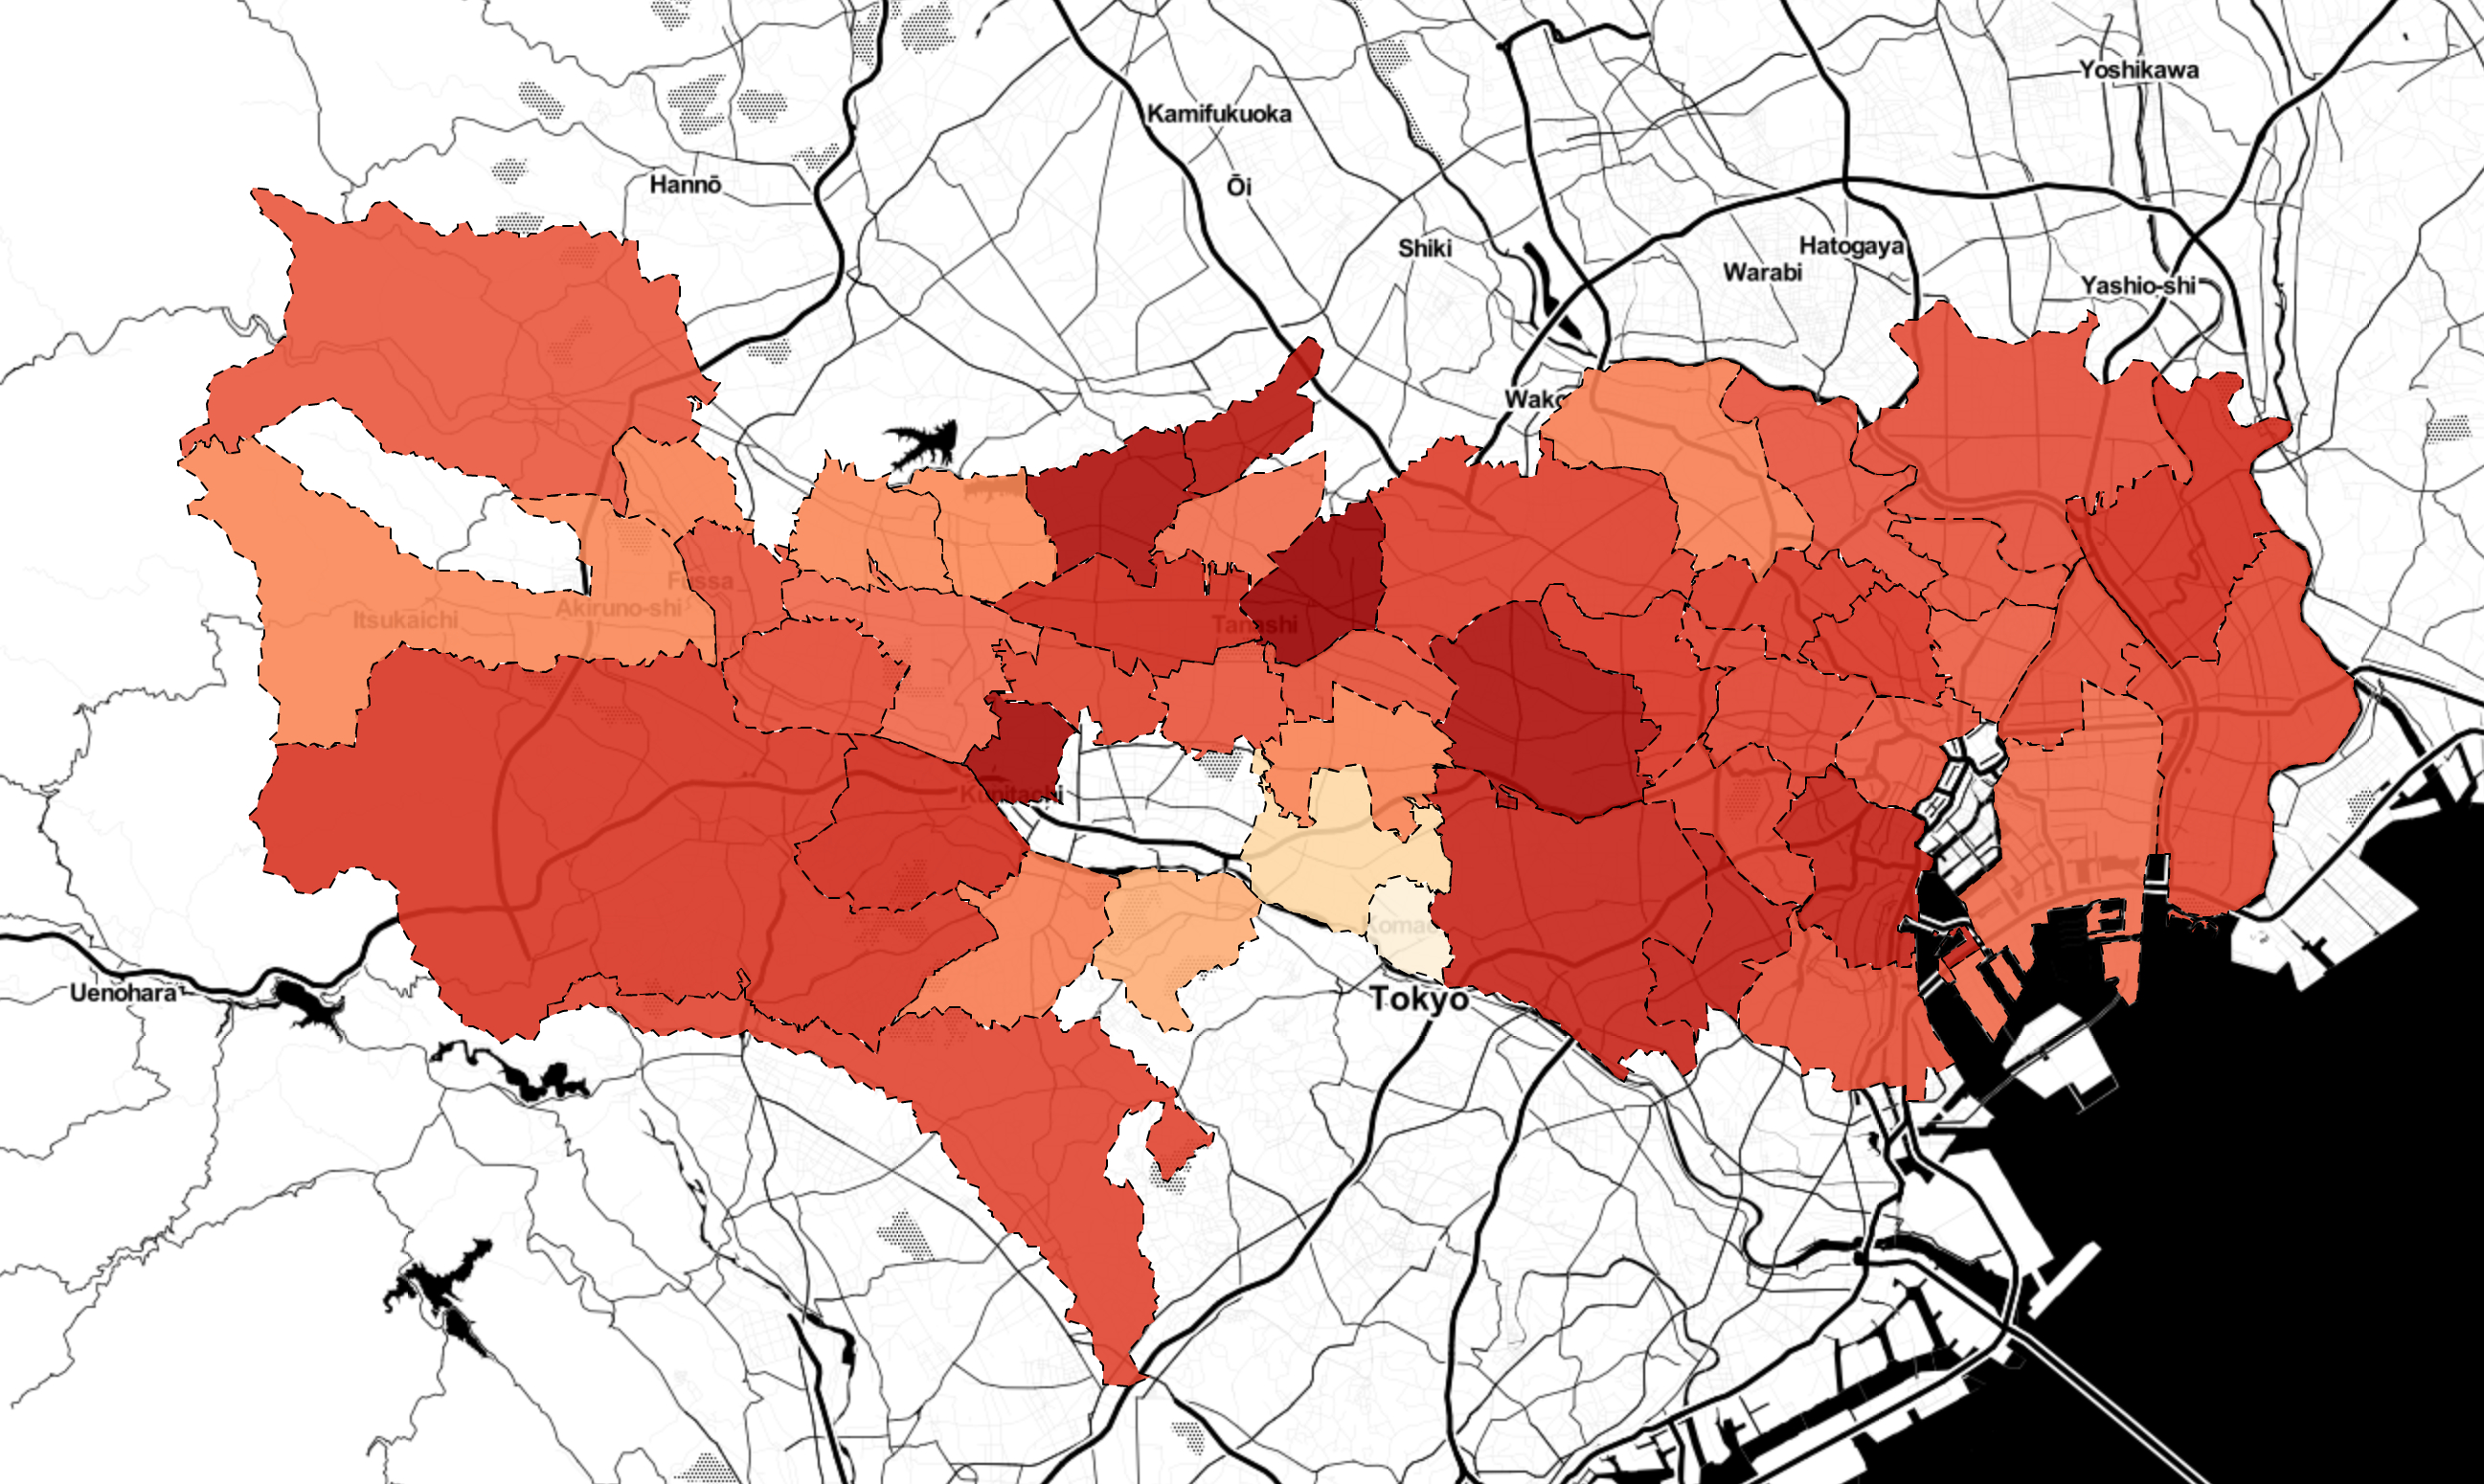 Yoshikawa
Kamifukuoka
Hannō
Ōi
Shiki
Hatogaya
Warabi
Yashio-shi
Wako
Fussa
Akiruno-shi
Itsukaichi
Tanashi
Kunitachi
Komae
Uenohara
Tokyo